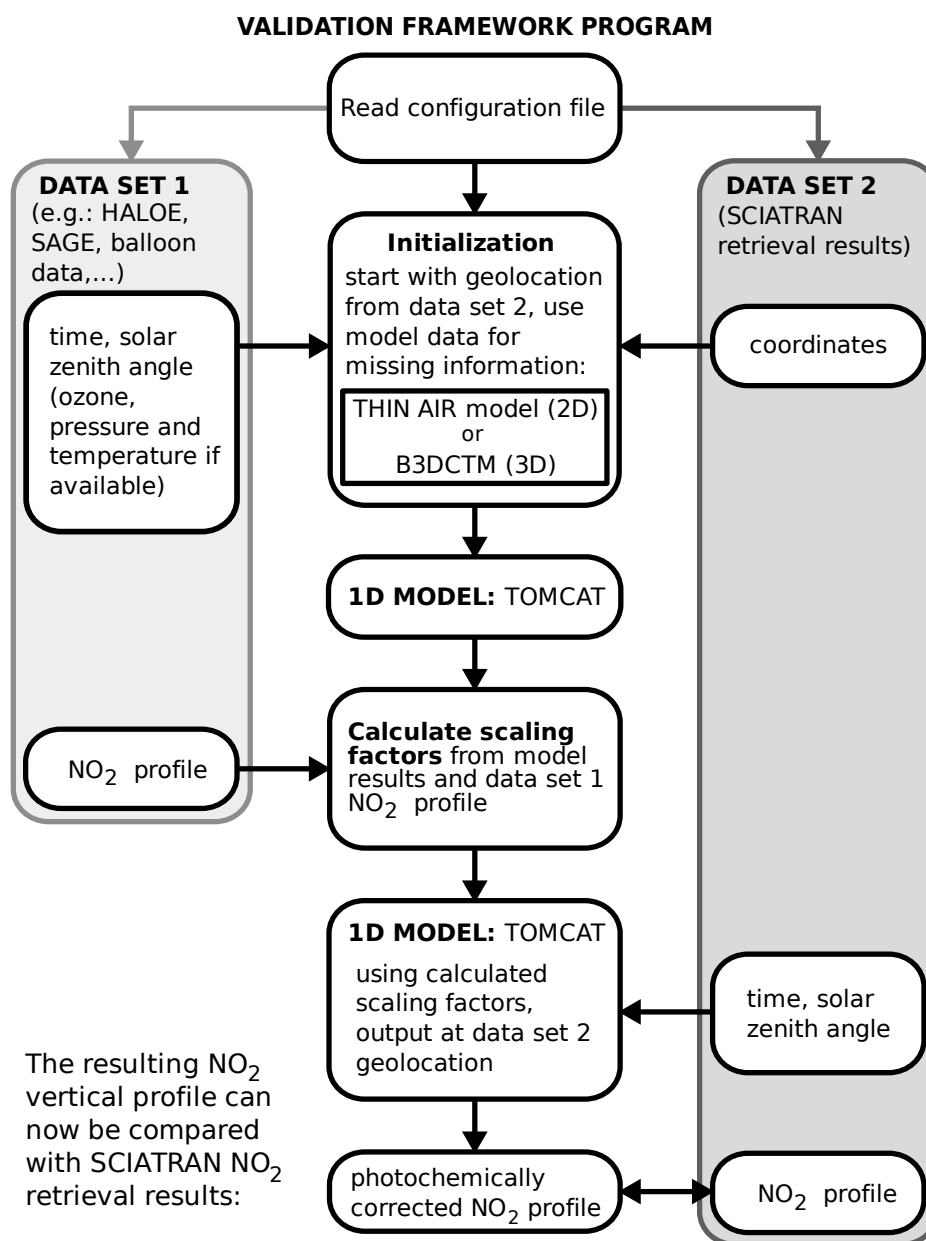 VALIDATION FRAMEWORK PROGRAM
Read configuration file
DATA SET 1
(e.g.: HALOE,
SAGE, balloon
data,...)
DATA SET 2
(SCIATRAN
retrieval results)
Initialization
start with geolocation
from data set 2, use
model data for
missing information:
THIN AIR model (2D)
or
B3DCTM (3D)
time, solar
zenith angle
(ozone,
pressure and
temperature if
available)
coordinates
1D MODEL: TOMCAT
Calculate scaling
factors from model
results and data set 1
NO2 profile
NO2 profile
1D MODEL: TOMCAT
using calculated
scaling factors,
output at data set 2
geolocation
time, solar
zenith angle
The resulting NO2
vertical profile can
now be compared
with SCIATRAN NO2
retrieval results:
photochemically
corrected NO2 profile
NO2 profile